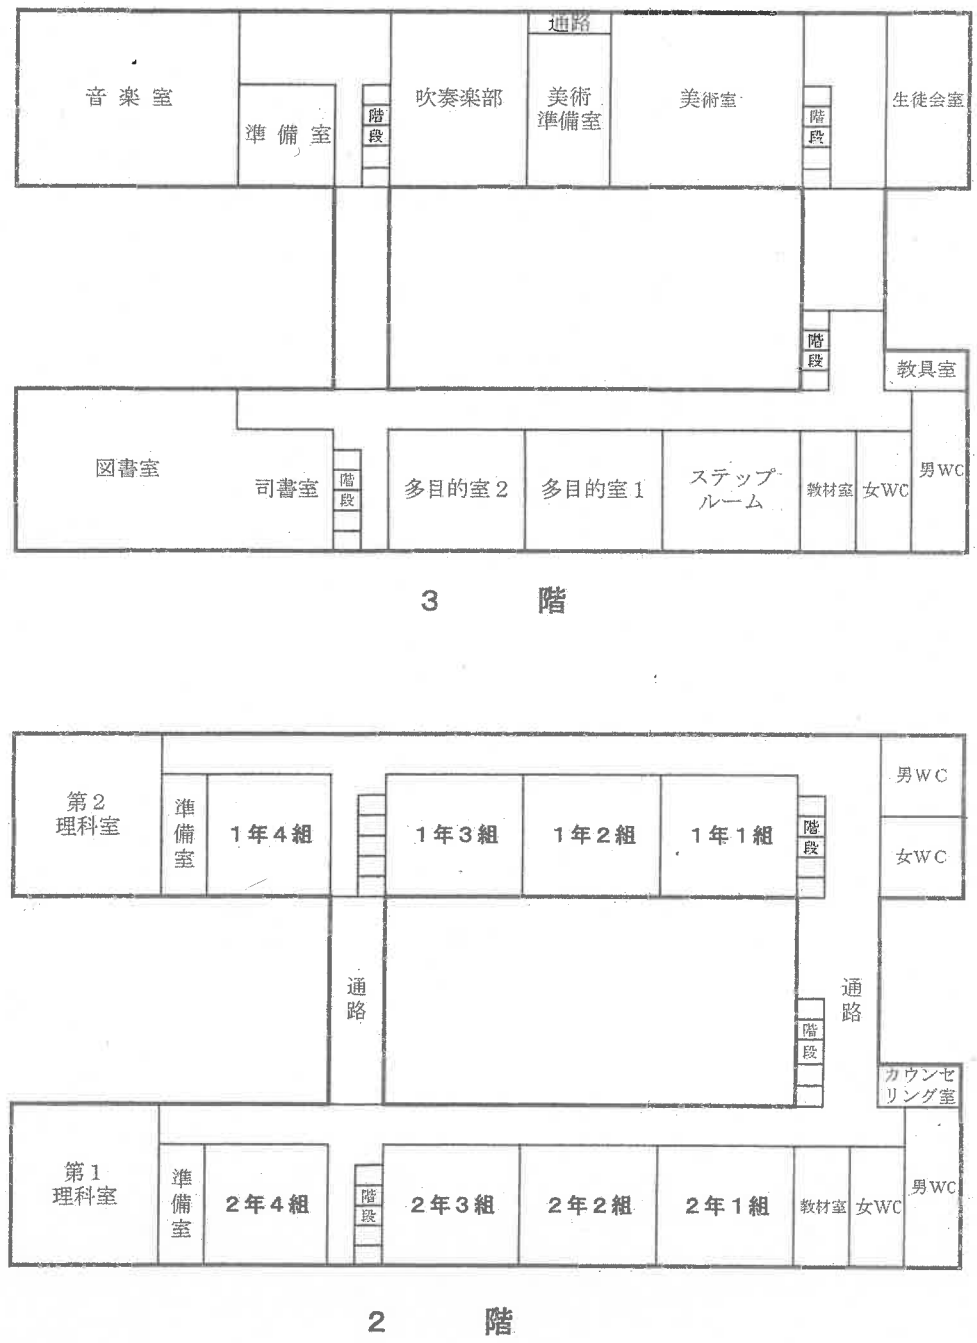 通路
音楽室
準備室
階
段
吹奏楽部
美術
準備室
美術室
階
段
生徒会室
階
段
教具室
図書室
司書室
階
段
多目的室2
多目的室1
ステップ
ルーム
教材室
女WC
男WC
3 階
第2
理科室
準
備
室
1年4組
1年3組
1年2組
1年1組
階
段
男WC
女WC
通
路
通
路
階
段
カウンセ
リング室
第1
理科室
準
備
室
2年4組
階
段
2年3組
2年2組
2年1組
教材室
女WC
男WC
2 階